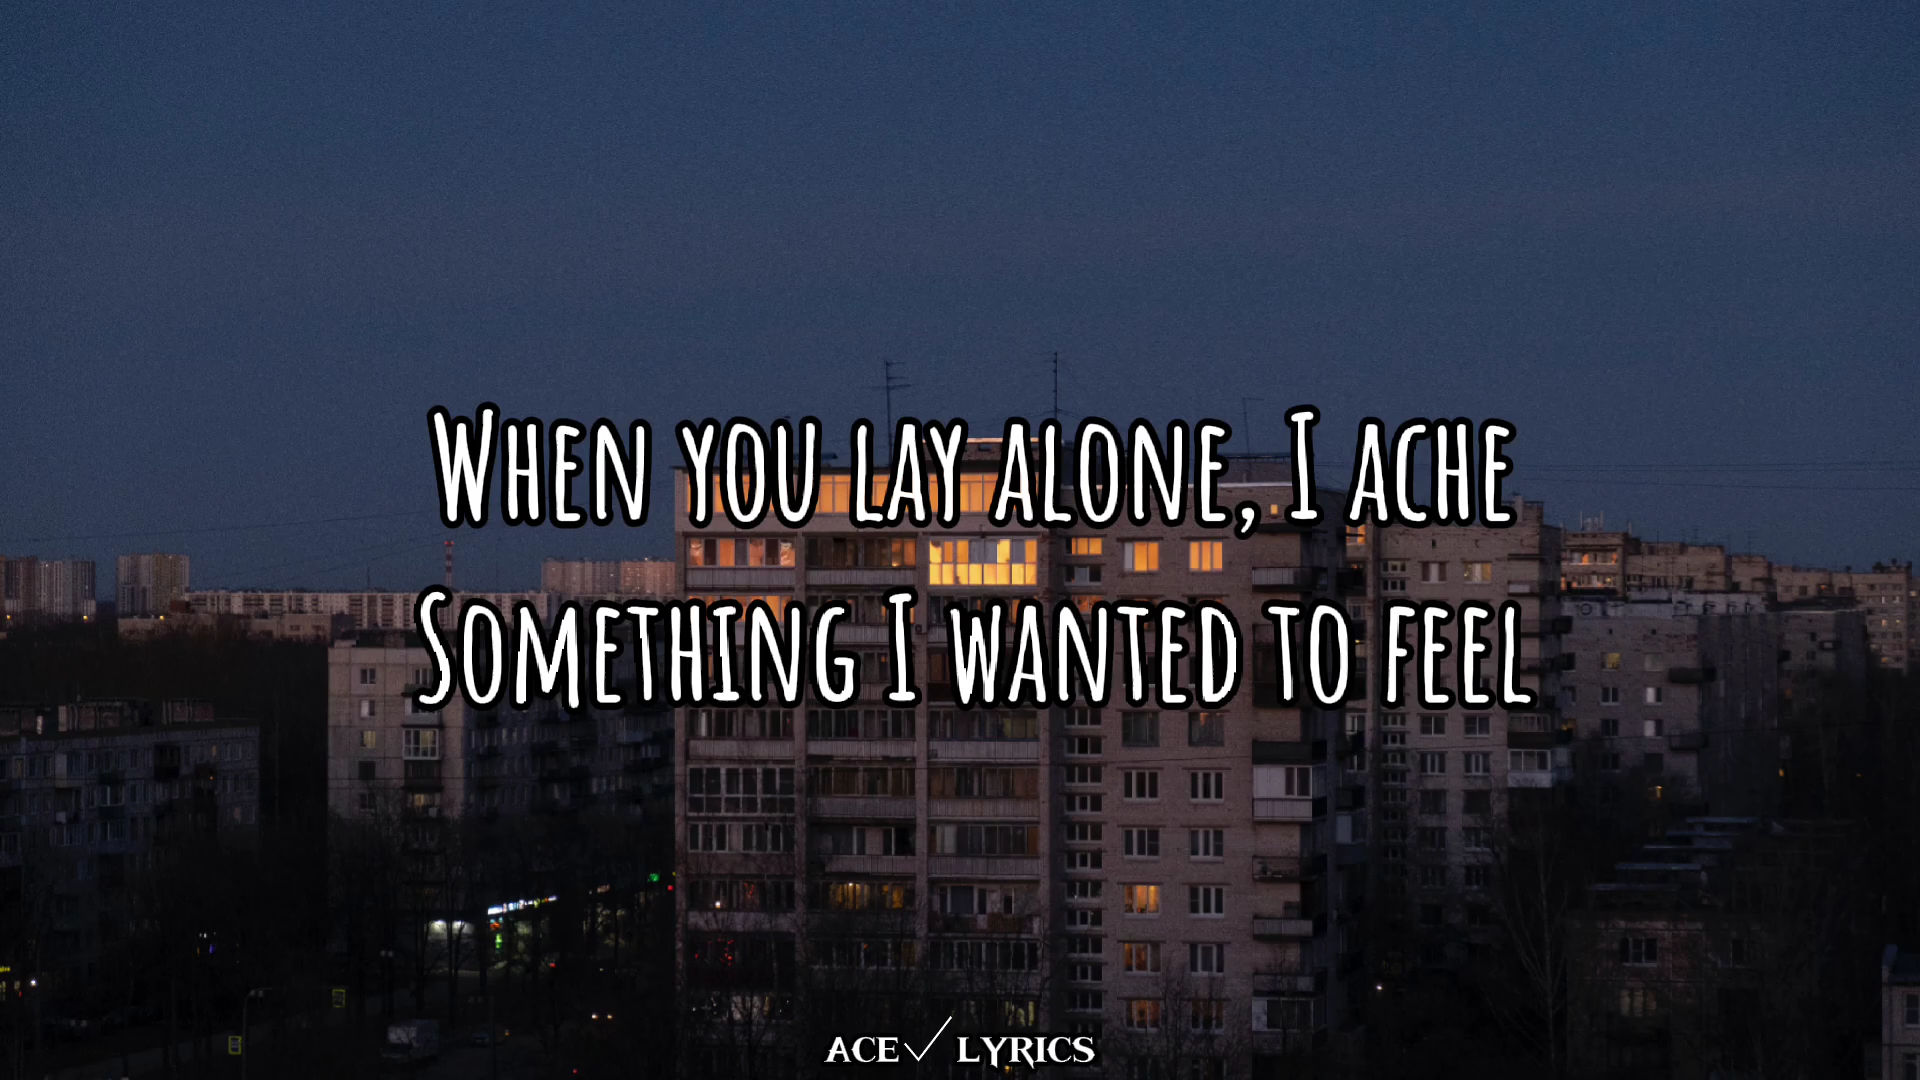 When you lay alone, I ache
Something I wanted to feel
ACE✓ LYRICS